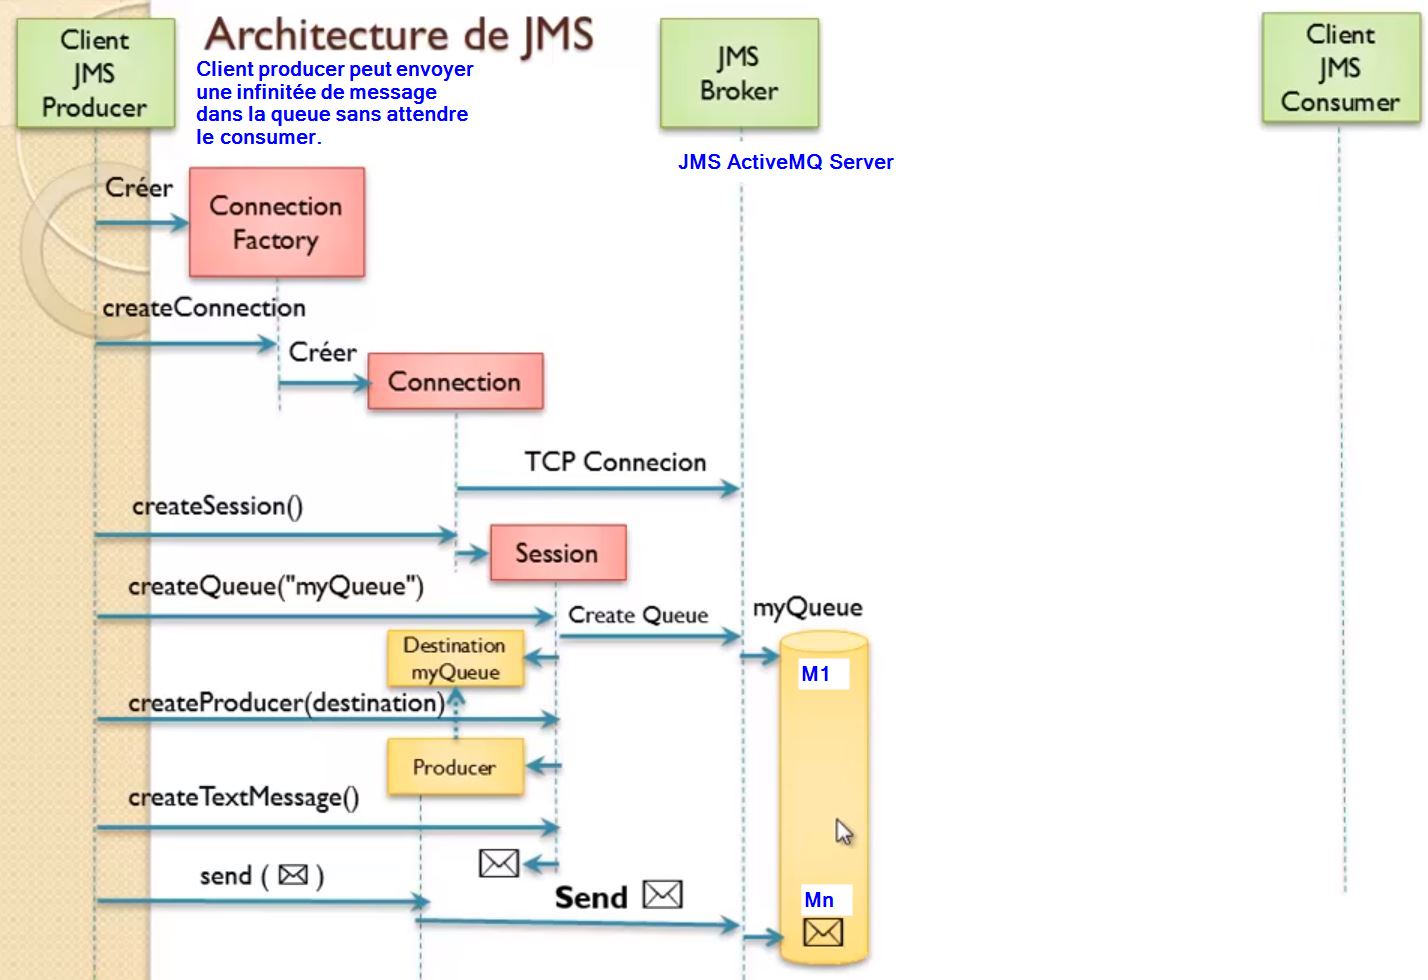 Architecture de JMS
Client
JMS
Producer
Client producer peut envoyer
une infinitée de message
dans la queue sans attendre
le consumer.
JMS
Broker
JMS ActiveMQ Server
Client
JMS
Consumer
Créer
Connection
Factory
createConnection
Créer
Connection
TCP Connecion
createSession()
Session
createQueue("myQueue")
Create Queue
myQueue
Destination
myQueue
M1
createProducer(destination)
Producer
createTextMessage()
send ( )
Send
Mn